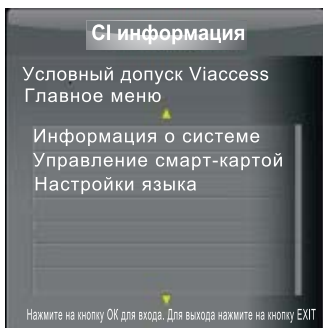 CI информация
Условный допуск Viaccess
Главное меню
Информация о системе
Управление смарт-картой
Настройки языка
Нажмите на кнопку OK для входа. Для выхода нажмите на кнопку EXIT